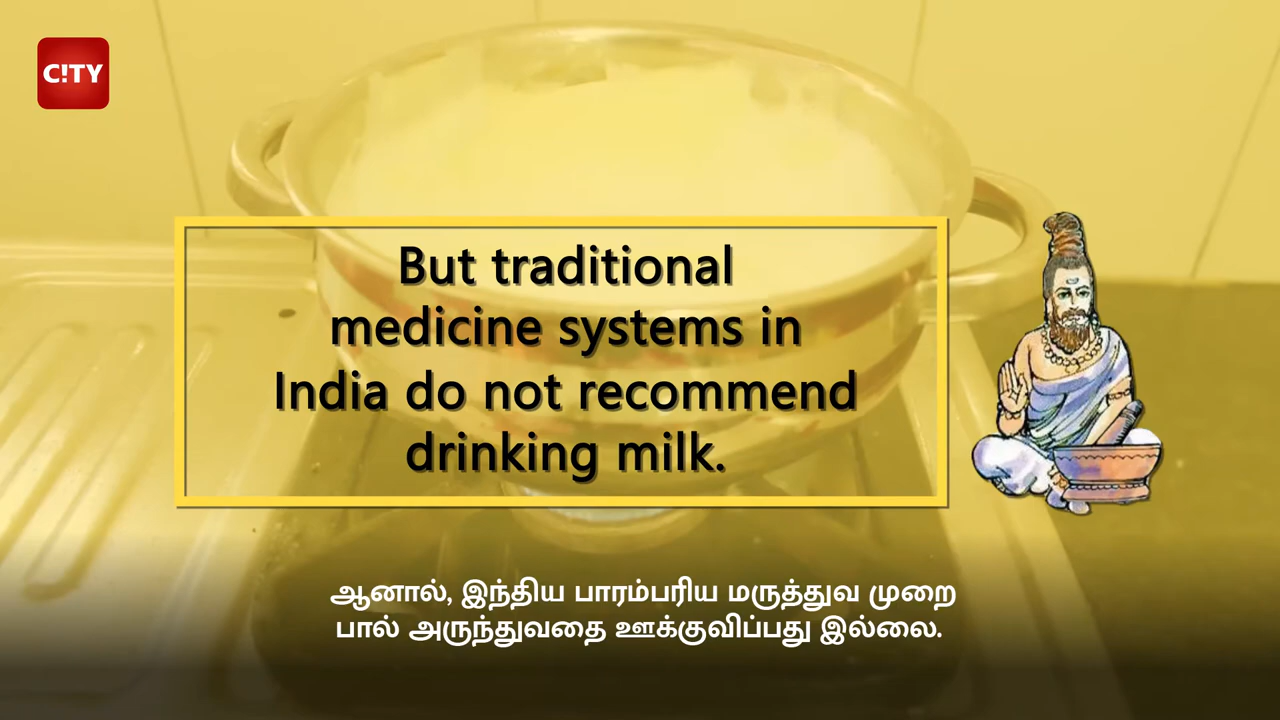 C!TY
But traditional
medicine systems in
India do not recommend
drinking milk.
ஆனால், இந்திய பாரம்பரிய மருத்துவ முறை
பால் அருந்துவதை ஊக்குவிப்பது இல்லை.